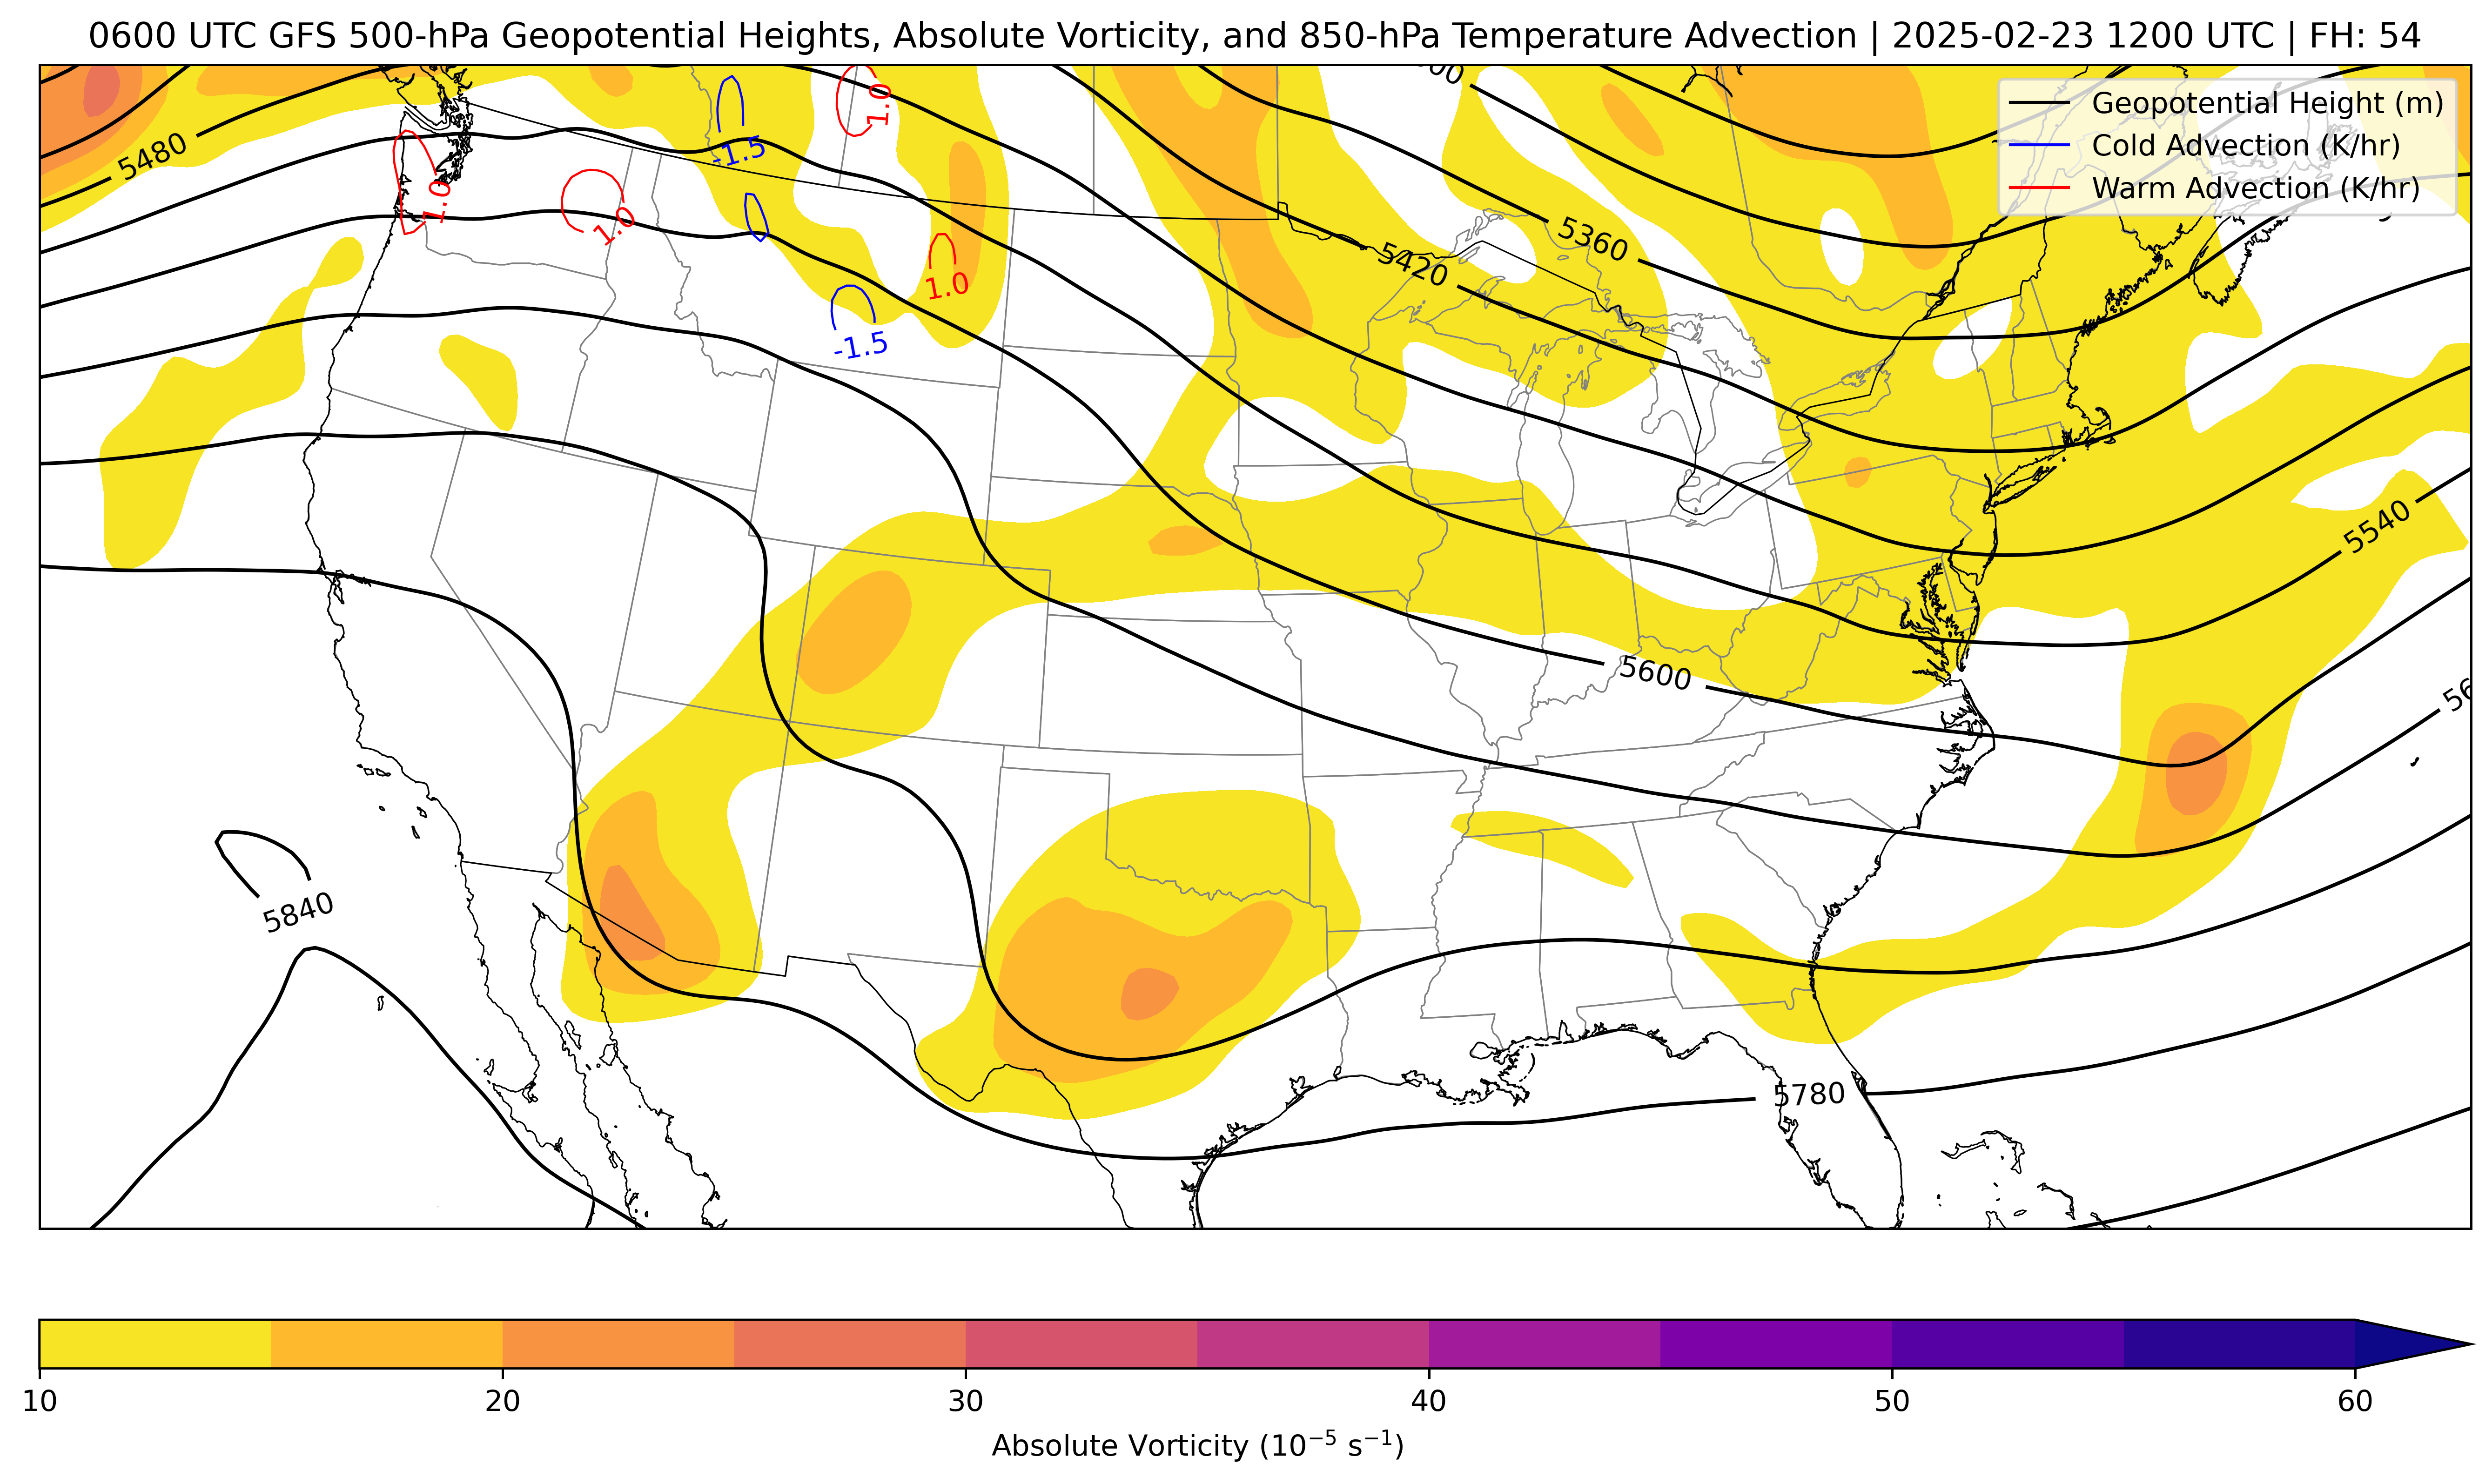 0600 UTC GFS 500-hPa Geopotential Heights, Absolute Vorticity, and 850-hPa Temperature Advection | 2025-02-23 1200 UTC | FH: 54
Geopotential Height (m)
Cold Advection (K/hr)
Warm Advection (K/hr)
5480
1.0
-1.5
1.0
1.0
1.0
-1.5
5360
5420
5540
5600
5840
5780
10 20 30 40 50 60
Absolute Vorticity (10⁻⁵ s⁻¹)